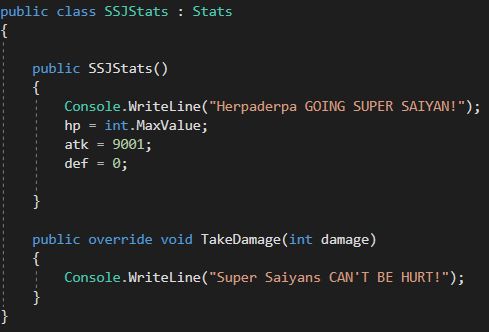 public class SSJStats : Stats
{
public SSJStats()
{
Console.WriteLine("Herpaderpa GOING SUPER SAIYAN!");
hp = int.MaxValue;
atk = 9001;
def = 0;
}
public override void TakeDamage(int damage)
{
Console.WriteLine("Super Saiyans CAN'T BE HURT!");
}
}